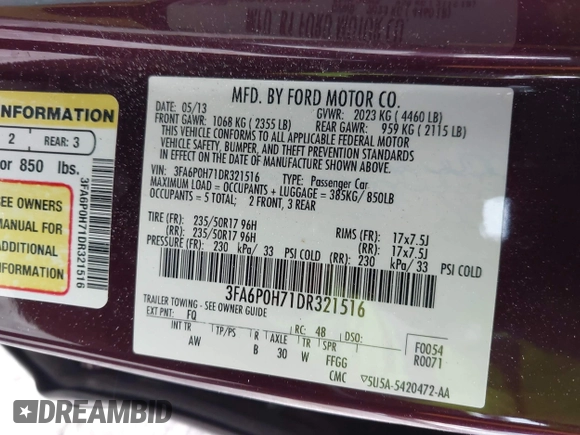 MFD. BY FORD MOTOR CO.
DATE: 05/13
GVWR: 2023 KG ( 4460 LB)
FRONT GAWR: 1068 KG ( 2355 LB)
REAR GAWR: 959 KG ( 2115 LB)
THIS VEHICLE CONFORMS TO ALL APPLICABLE FEDERAL MOTOR
VEHICLE SAFETY, BUMPER, AND THEFT PREVENTION STANDARDS IN
EFFECT ON THE DATE OF MANUFACTURE SHOWN ABOVE.
VIN: 3FA6P0H71DR321516
TYPE: Passenger Car
MAXIMUM LOAD = OCCUPANTS + LUGGAGE = 385KG/ 850LB
OCCUPANTS = 5 TOTAL: 2 FRONT, 3 REAR
TIRE (FR): 235/50R17 96H RIMS (FR): 17x7.5J
(RR): 235/50R17 96H (RR): 17x7.5J
PRESSURE (FR): 230 kPa/ 33 PSI COLD (RR): 230 kPa/ 33 PSI COLD
3FA6P0H71DR321516
TRAILER TOWING - SEE OWNER GUIDE
EXT PNT: FQ RC: 48 DSO: F0054
R0071
INT TR TP/PS R AXLE TR SPR
AW B 30 W FFGG
CMC ▽5U5A-5420472-AA
INFORMATION
2 REAR: 3
or 850 lbs.
SEE OWNERS
MANUAL FOR
ADDITIONAL
INFORMATION
3FA6P0H71DR321516
MFD. BY FORD MOTOR CO.
DREAMBID